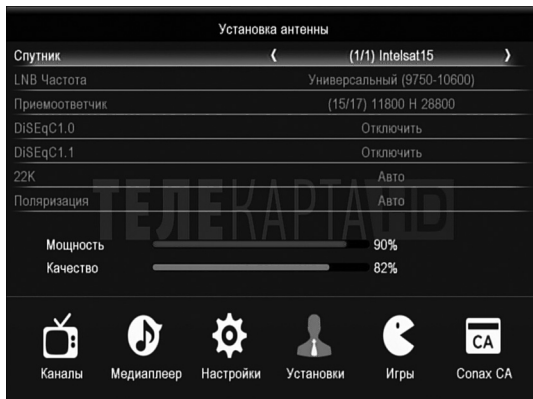 Установка антенны
Спутник ( (1/1) Intelsat15 )
LNB Частота Универсальный (9750-10600)
Приемоответчик (15/17) 11800 H 28800
DiSEqC1.0 Отключить
DiSEqC1.1 Отключить
22K Авто
Поляризация Авто
ТЕЛЕКАРТА HD
Мощность 90%
Качество 82%
CA
Каналы Медиаплеер Настройки Установки Игры Conax CA